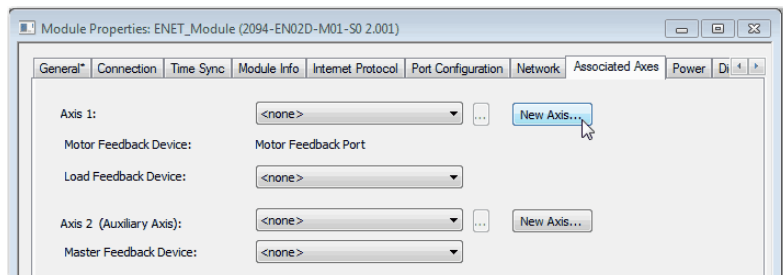 Module Properties: ENET_Module (2094-EN02D-M01-S0 2.001)
General* Connection Time Sync Module Info Internet Protocol Port Configuration Network Associated Axes Power Di
Axis 1: <none> ... New Axis...
Motor Feedback Device: Motor Feedback Port
Load Feedback Device: <none>
Axis 2 (Auxiliary Axis): <none> ... New Axis...
Master Feedback Device: <none>